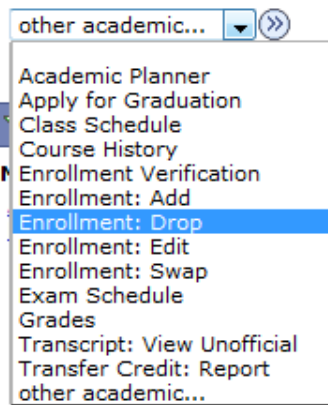 other academic...
Academic Planner
Apply for Graduation
Class Schedule
Course History
Enrollment Verification
Enrollment: Add
Enrollment: Drop
Enrollment: Edit
Enrollment: Swap
Exam Schedule
Grades
Transcript: View Unofficial
Transfer Credit: Report
other academic...